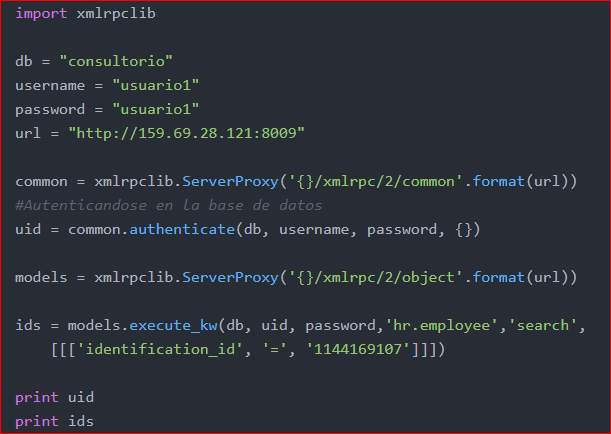 import xmlrpclib
db = "consultorio"
username = "usuario1"
password = "usuario1"
url = "http://159.69.28.121:8009"
common = xmlrpclib.ServerProxy('{}/xmlrpc/2/common'.format(url))
#Autenticandose en la base de datos
uid = common.authenticate(db, username, password, {})
models = xmlrpclib.ServerProxy('{}/xmlrpc/2/object'.format(url))
ids = models.execute_kw(db, uid, password,'hr.employee','search',
    [[['identification_id', '=', '1144169107']]])
print uid
print ids